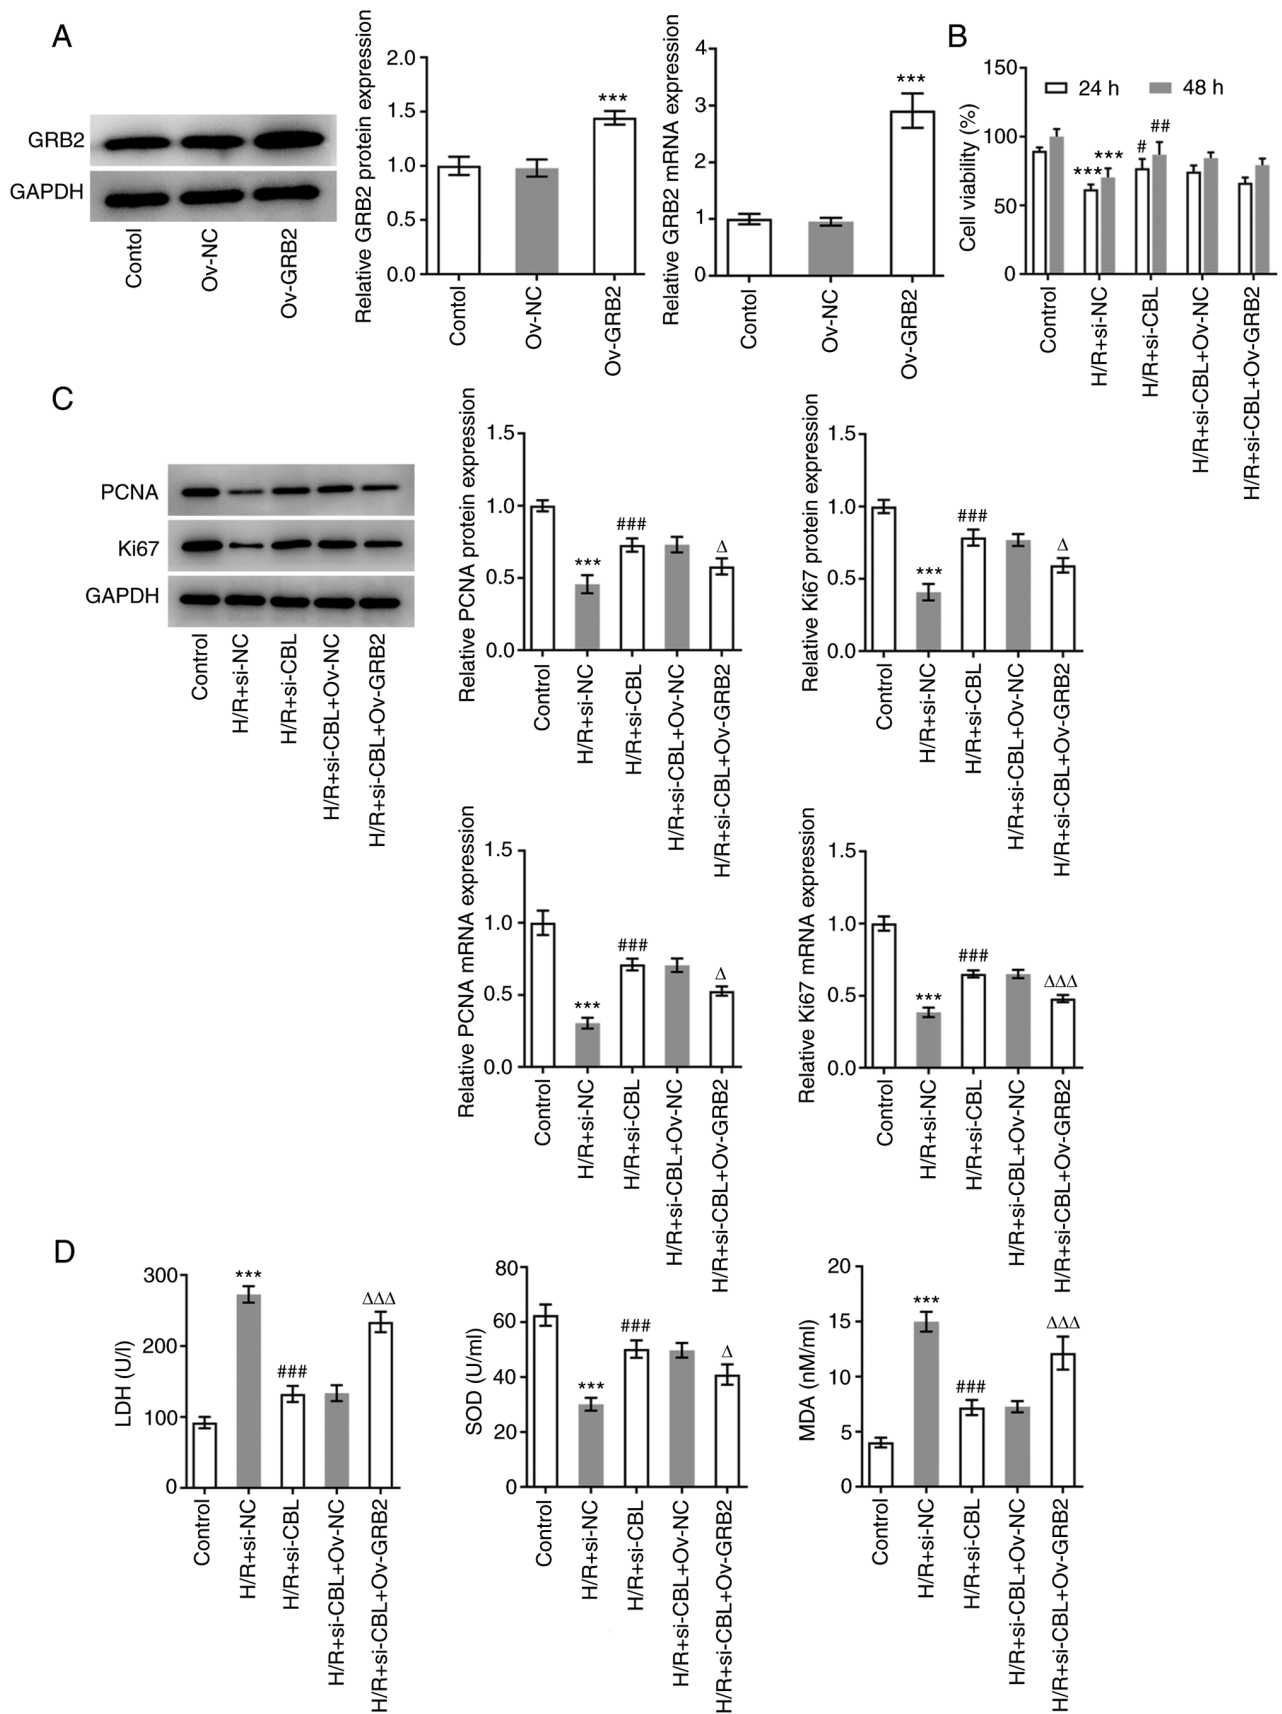 A
GRB2
GAPDH
Contol
Ov-NC
Ov-GRB2
Relative GRB2 protein expression
2.0
1.5
1.0
0.5
0.0
***
Contol
Ov-NC
Ov-GRB2
Relative GRB2 mRNA expression
4
3
2
1
0
***
Contol
Ov-NC
Ov-GRB2
B
Cell viability (%)
150
100
50
0
24 h
48 h
***
***
#
##
Control
H/R+si-NC
H/R+si-CBL
H/R+si-CBL+Ov-NC
H/R+si-CBL+Ov-GRB2
C
PCNA
Ki67
GAPDH
Control
H/R+si-NC
H/R+si-CBL
H/R+si-CBL+Ov-NC
H/R+si-CBL+Ov-GRB2
Relative PCNA protein expression
1.5
1.0
0.5
0.0
***
###
Δ
Control
H/R+si-NC
H/R+si-CBL
H/R+si-CBL+Ov-NC
H/R+si-CBL+Ov-GRB2
Relative Ki67 protein expression
1.5
1.0
0.5
0.0
***
###
Δ
Control
H/R+si-NC
H/R+si-CBL
H/R+si-CBL+Ov-NC
H/R+si-CBL+Ov-GRB2
Relative PCNA mRNA expression
1.5
1.0
0.5
0.0
***
###
Δ
Control
H/R+si-NC
H/R+si-CBL
H/R+si-CBL+Ov-NC
H/R+si-CBL+Ov-GRB2
Relative Ki67 mRNA expression
1.5
1.0
0.5
0.0
***
###
ΔΔΔ
Control
H/R+si-NC
H/R+si-CBL
H/R+si-CBL+Ov-NC
H/R+si-CBL+Ov-GRB2
D
LDH (U/l)
300
200
100
0
***
###
ΔΔΔ
Control
H/R+si-NC
H/R+si-CBL
H/R+si-CBL+Ov-NC
H/R+si-CBL+Ov-GRB2
SOD (U/ml)
80
60
40
20
0
***
###
Δ
Control
H/R+si-NC
H/R+si-CBL
H/R+si-CBL+Ov-NC
H/R+si-CBL+Ov-GRB2
MDA (nM/ml)
20
15
10
5
0
***
###
ΔΔΔ
Control
H/R+si-NC
H/R+si-CBL
H/R+si-CBL+Ov-NC
H/R+si-CBL+Ov-GRB2